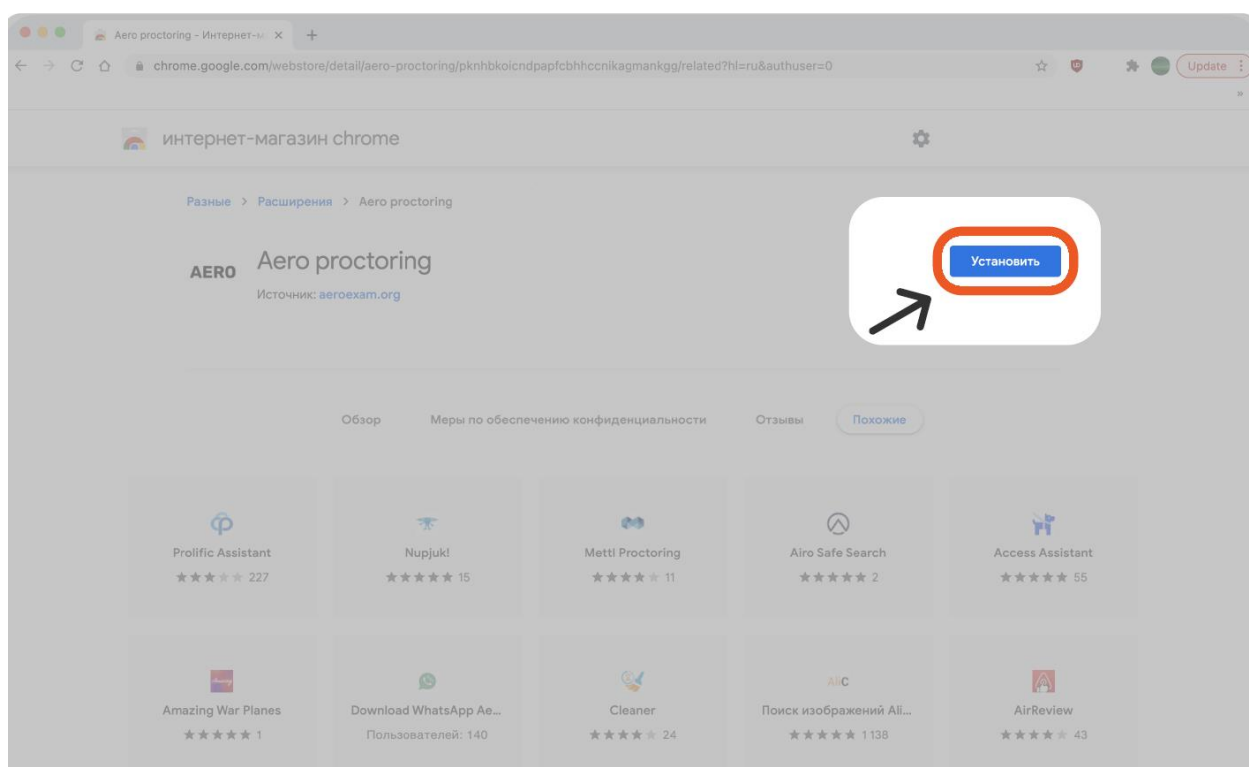 Aero proctoring - Интернет-м
chrome.google.com/webstore/detail/aero-proctoring/pknhbkoicndpapfcbhhccnikagmankgg/related?hl=ru&authuser=0
Update
»
интернет-магазин chrome
Разные > Расширения > Aero proctoring
AERO
Aero proctoring
Источник: aeroexam.org
Установить
Обзор Меры по обеспечению конфиденциальности Отзывы Похожие
Prolific Assistant Nupjuk! Mettl Proctoring Airo Safe Search Access Assistant
227 15 11 2 55
AliC
Amazing War Planes Download WhatsApp Ae... Cleaner Поиск изображений Ali... AirReview
1 Пользователей: 140 24 1 138 43